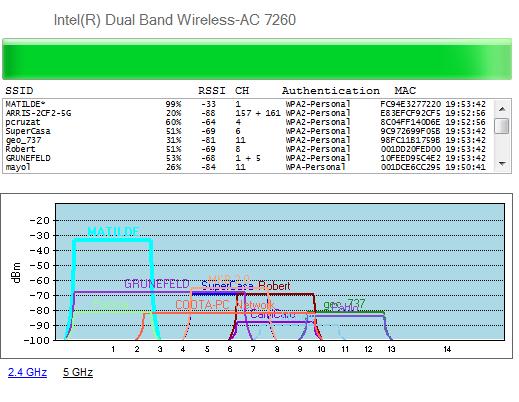 Intel(R) Dual Band Wireless-AC 7260
SSID RSSI CH Authentication MAC
MATILDE* 99% -33 1 WPA2-Personal FC94E3277220 19:53:42
ARRIS-2CF2-5G 20% -88 157 + 161 WPA2-Personal E83EFCF92CF5 19:52:56
pcruzat 60% -64 4 WPA2-Personal 8C04FF140D6E 19:52:56
SuperCasa 51% -69 6 WPA2-Personal 9C972699F05B 19:53:42
geo_737 31% -81 11 WPA2-Personal 98FC11B1759B 19:53:42
Robert 51% -69 8 WPA2-Personal 001DD20FED00 19:53:42
GRUNEFELD 53% -68 1 + 5 WPA2-Personal 10FEED95C4E2 19:53:42
mayol 26% -84 11 WPA-Personal 001DCE6CC295 19:50:41
-20
-30
-40
-50
-60
-70
-80
-90
-100
dBm
MATILDE
GRUNEFELD
SuperCasa Robert
CODTA-PC_Network
geo_737
1 2 3 4 5 6 7 8 9 10 11 12 13 14
2.4 GHz 5 GHz